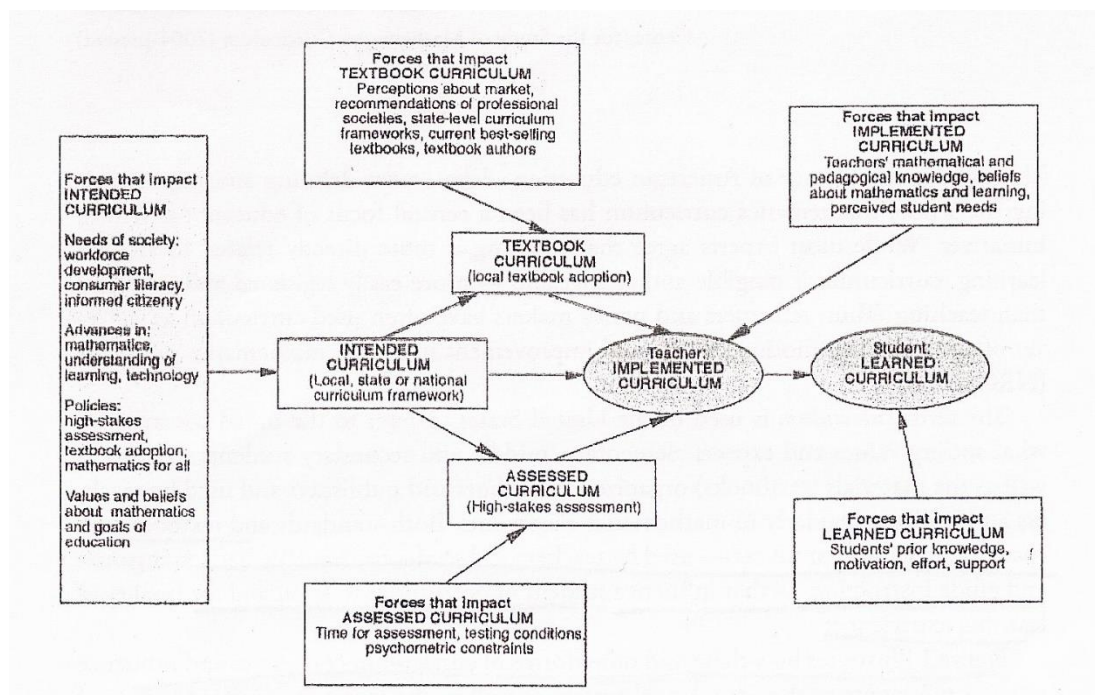 Forces that Impact
TEXTBOOK CURRICULUM
Perceptions about market,
recommendations of professional
societies, state-level curriculum
frameworks, current best-selling
textbooks, textbook authors
Forces that Impact
IMPLEMENTED
CURRICULUM
Teachers' mathematical and
pedagogical knowledge, beliefs
about mathematics and learning,
perceived student needs
Forces that Impact
INTENDED
CURRICULUM
Needs of society:
workforce
development,
consumer literacy,
informed citizenry
Advances in:
mathematics,
understanding of
learning, technology
Policies:
high-stakes
assessment,
textbook adoption,
mathematics for all
Values and beliefs
about mathematics
and goals of
education
TEXTBOOK
CURRICULUM
(local textbook adoption)
INTENDED
CURRICULUM
(Local, state or national
curriculum framework)
Teacher:
IMPLEMENTED
CURRICULUM
Student:
LEARNED
CURRICULUM
ASSESSED
CURRICULUM
(High-stakes assessment)
Forces that Impact
LEARNED CURRICULUM
Students' prior knowledge,
motivation, effort, support
Forces that Impact
ASSESSED CURRICULUM
Time for assessment, testing conditions,
psychometric constraints